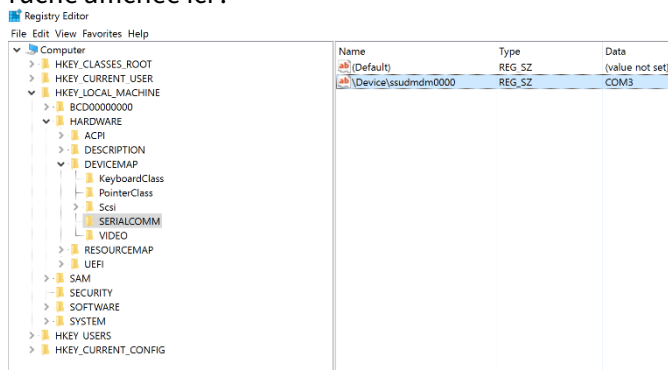 Registry Editor
File Edit View Favorites Help
Computer
HKEY_CLASSES_ROOT
HKEY_CURRENT_USER
HKEY_LOCAL_MACHINE
BCD00000000
HARDWARE
ACPI
DESCRIPTION
DEVICEMAP
KeyboardClass
PointerClass
Scsi
SERIALCOMM
VIDEO
RESOURCEMAP
UEFI
SAM
SECURITY
SOFTWARE
SYSTEM
HKEY_USERS
HKEY_CURRENT_CONFIG
Name Type Data
(Default) REG_SZ (value not set)
\Device\ssudmdm0000 REG_SZ COM3